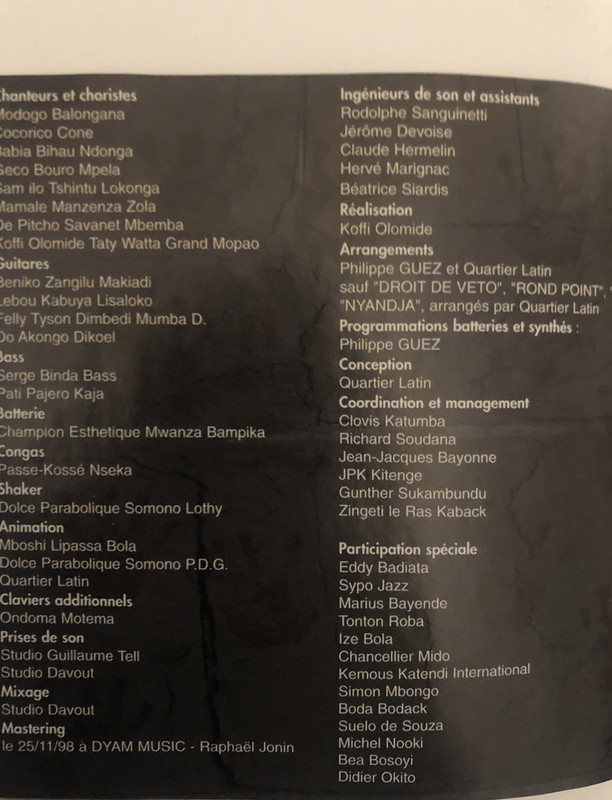 Chanteurs et choristes
Modogo Balongana
Cocorico Cone
Babia Bihau Ndonga
Geco Bouro Mpela
Sam ilo Tshintu Lokonga
Mamale Manzenza Zola
De Pitcho Savanet Mbemba
Koffi Olomide Taty Watta Grand Mopao
Guitares
Beniko Zangilu Makiadi
Lebou Kabuya Lisaloko
Felly Tyson Dimbedi Mumba D.
Do Akongo Dikoel
Bass
Serge Binda Bass
Pati Pajero Kaja
Batterie
Champion Esthetique Mwanza Bampika
Congas
Passe-Kossé Nseka
Shaker
Dolce Parabolique Somono Lothy
Animation
Mboshi Lipassa Bola
Dolce Parabolique Somono P.D.G.
Quartier Latin
Claviers additionnels
Ondoma Motema
Prises de son
Studio Guillaume Tell
Studio Davout
Mixage
Studio Davout
Mastering
le 25/11/98 à DYAM MUSIC - Raphaël Jonin
Ingénieurs de son et assistants
Rodolphe Sanguinetti
Jérôme Devoise
Claude Hermelin
Hervé Marignac
Béatrice Siardis
Réalisation
Koffi Olomide
Arrangements
Philippe GUEZ et Quartier Latin
sauf "DROIT DE VETO", "ROND POINT",
"NYANDJA", arrangés par Quartier Latin
Programmations batteries et synthés :
Philippe GUEZ
Conception
Quartier Latin
Coordination et management
Clovis Katumba
Richard Soudana
Jean-Jacques Bayonne
JPK Kitenge
Gunther Sukambundu
Zingeti le Ras Kaback
Participation spéciale
Eddy Badiata
Sypo Jazz
Marius Bayende
Tonton Roba
Ize Bola
Chancellier Mido
Kemous Katendi International
Simon Mbongo
Boda Bodack
Suelo de Souza
Michel Nooki
Bea Bosoyi
Didier Okito